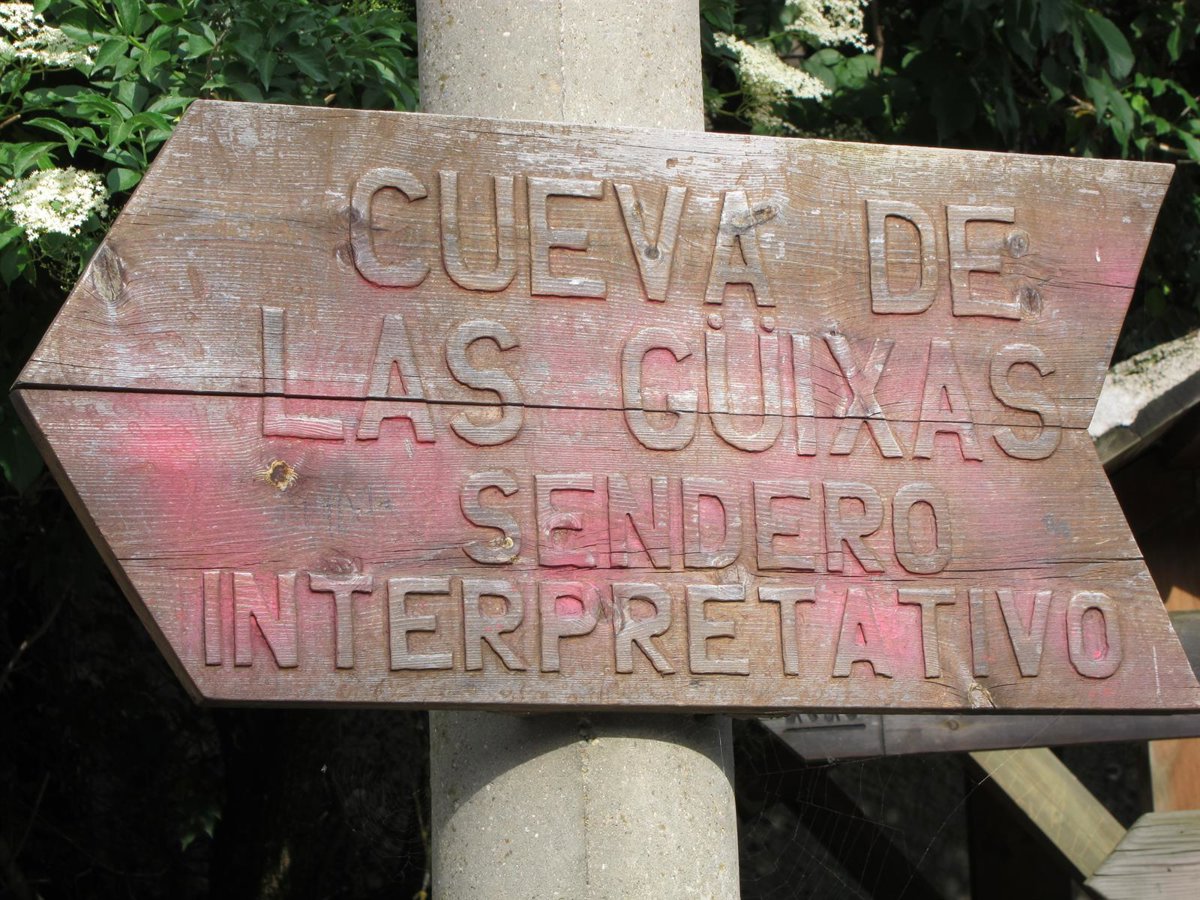 CUEVA DE
LAS GÜIXAS
SENDERO
INTERPRETATIVO